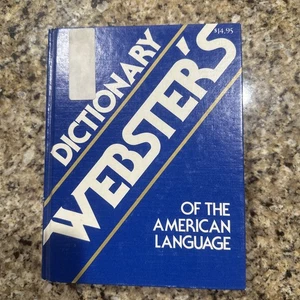 $14.95
WEBSTER'S
DICTIONARY
OF THE
AMERICAN
LANGUAGE